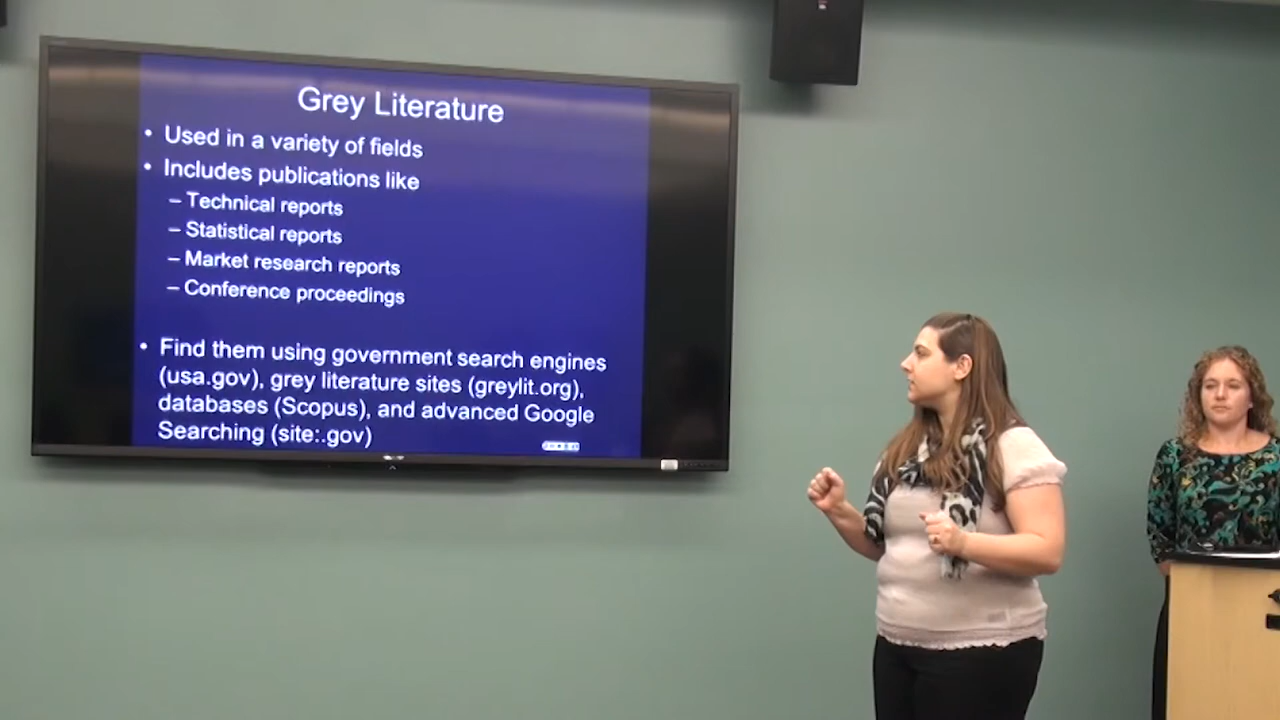 Grey Literature
• Used in a variety of fields
• Includes publications like
– Technical reports
– Statistical reports
– Market research reports
– Conference proceedings
• Find them using government search engines
(usa.gov), grey literature sites (greylit.org),
databases (Scopus), and advanced Google
Searching (site:.gov)